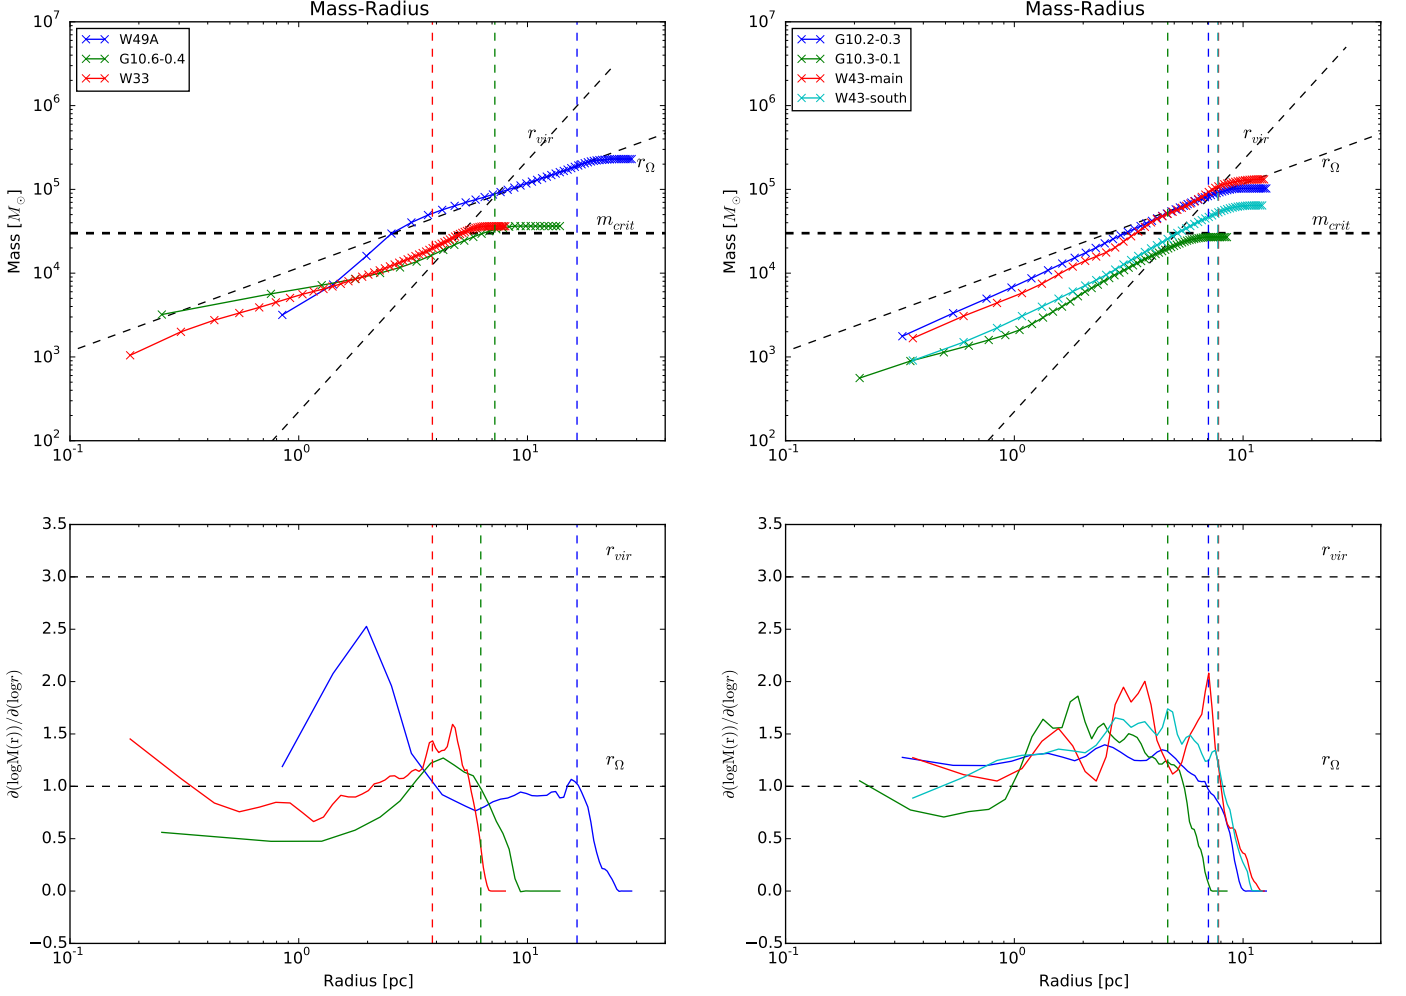 Mass-Radius
W49A
G10.6-0.4
W33
r_vir
r_Ω
m_crit
Mass [M_⊙]
10^7
10^6
10^5
10^4
10^3
10^2
10^-1
10^0
10^1
Mass-Radius
G10.2-0.3
G10.3-0.1
W43-main
W43-south
r_vir
r_Ω
m_crit
Mass [M_⊙]
10^7
10^6
10^5
10^4
10^3
10^2
10^-1
10^0
10^1
∂(logM(r))/∂(logr)
3.5
3.0
2.5
2.0
1.5
1.0
0.5
0.0
−0.5
r_vir
r_Ω
10^-1
10^0
10^1
Radius [pc]
∂(logM(r))/∂(logr)
3.5
3.0
2.5
2.0
1.5
1.0
0.5
0.0
−0.5
r_vir
r_Ω
10^-1
10^0
10^1
Radius [pc]